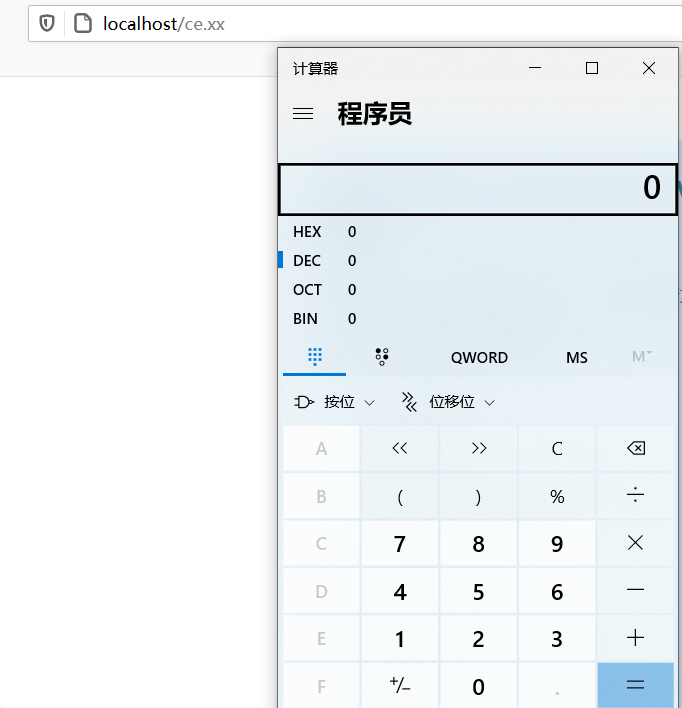 localhost/ce.xx
计算器
程序员
0
HEX 0
DEC 0
OCT 0
BIN 0
QWORD MS M
按位 位移位
A << >> C
B ( ) % ÷
C 7 8 9 ×
D 4 5 6 −
E 1 2 3 +
F +/− 0 . =